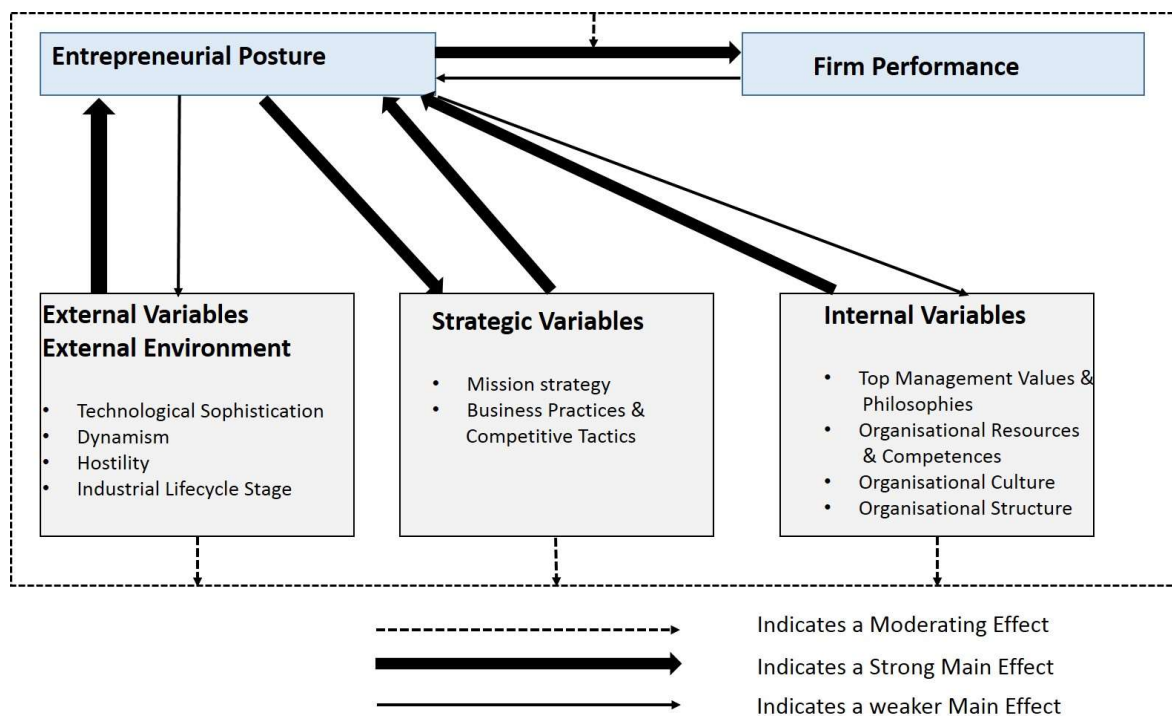 Entrepreneurial Posture
Firm Performance
External Variables
External Environment
• Technological Sophistication
• Dynamism
• Hostility
• Industrial Lifecycle Stage
Strategic Variables
• Mission strategy
• Business Practices &
Competitive Tactics
Internal Variables
• Top Management Values &
Philosophies
• Organisational Resources
& Competences
• Organisational Culture
• Organisational Structure
Indicates a Moderating Effect
Indicates a Strong Main Effect
Indicates a weaker Main Effect